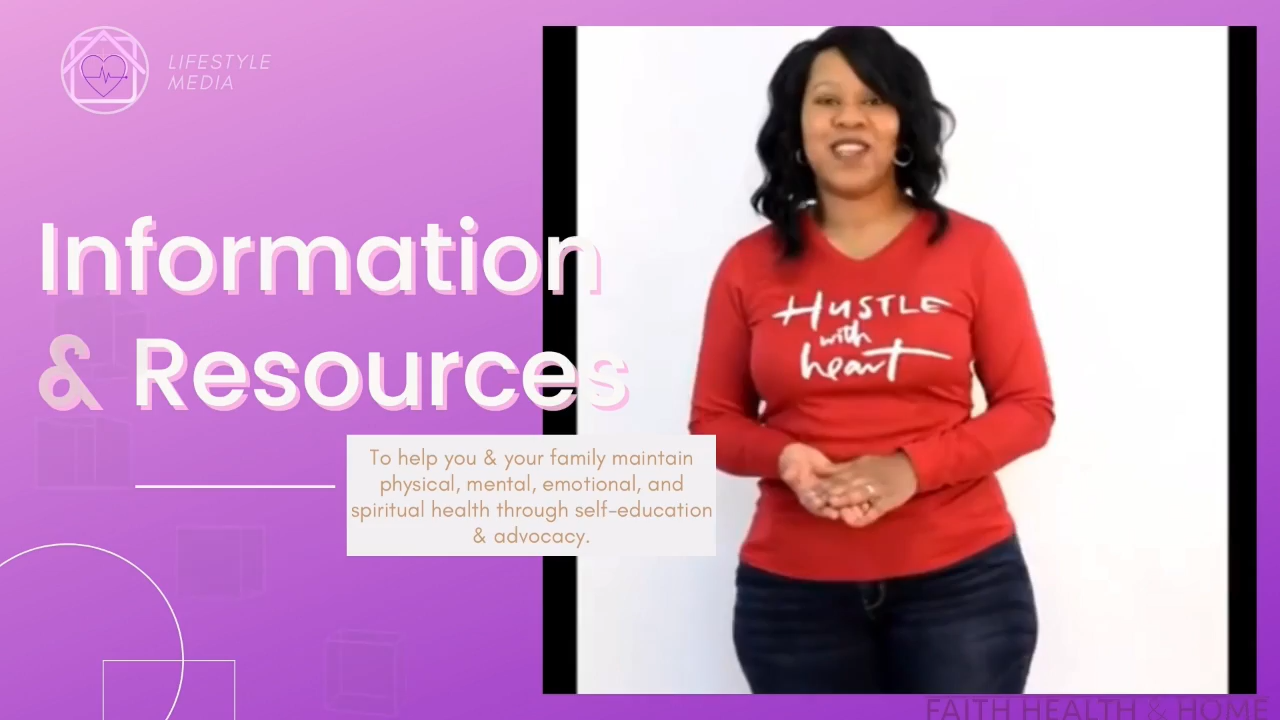 LIFESTYLE
MEDIA
Information
& Resources
To help you & your family maintain
physical, mental, emotional, and
spiritual health through self-education
& advocacy.
HUSTLE
with
heart
FAITH HEALTH & HOME